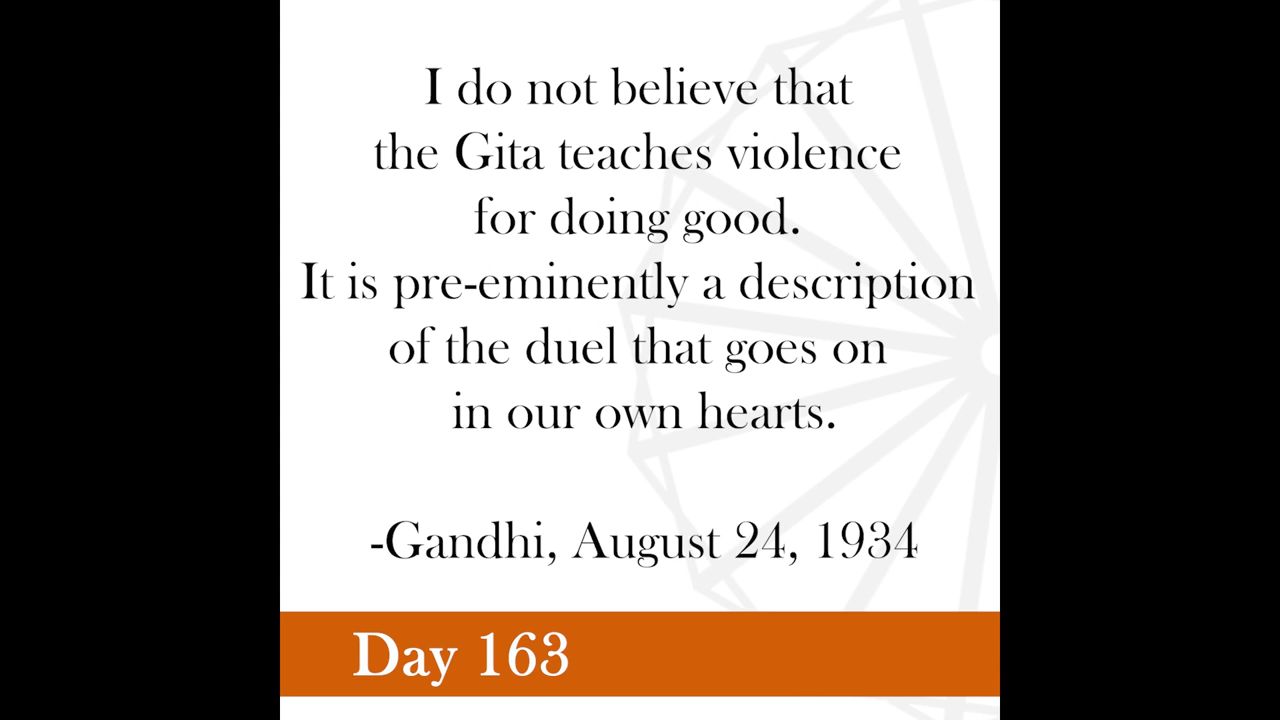 I do not believe that
the Gita teaches violence
for doing good.
It is pre-eminently a description
of the duel that goes on
in our own hearts.
-Gandhi, August 24, 1934
Day 163